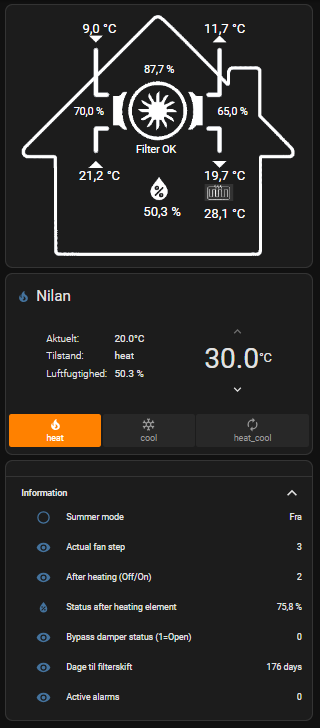 9,0 °C
11,7 °C
87,7 %
70,0 %
65,0 %
Filter OK
21,2 °C
19,7 °C
50,3 %
28,1 °C
Nilan
Aktuelt: 20.0°C
Tilstand: heat
Luftfugtighed: 50.3 %
30.0°C
heat
cool
heat_cool
Information
Summer mode Fra
Actual fan step 3
After heating (Off/On) 2
Status after heating element 75,8 %
Bypass damper status (1=Open) 0
Dage til filterskift 176 days
Active alarms 0